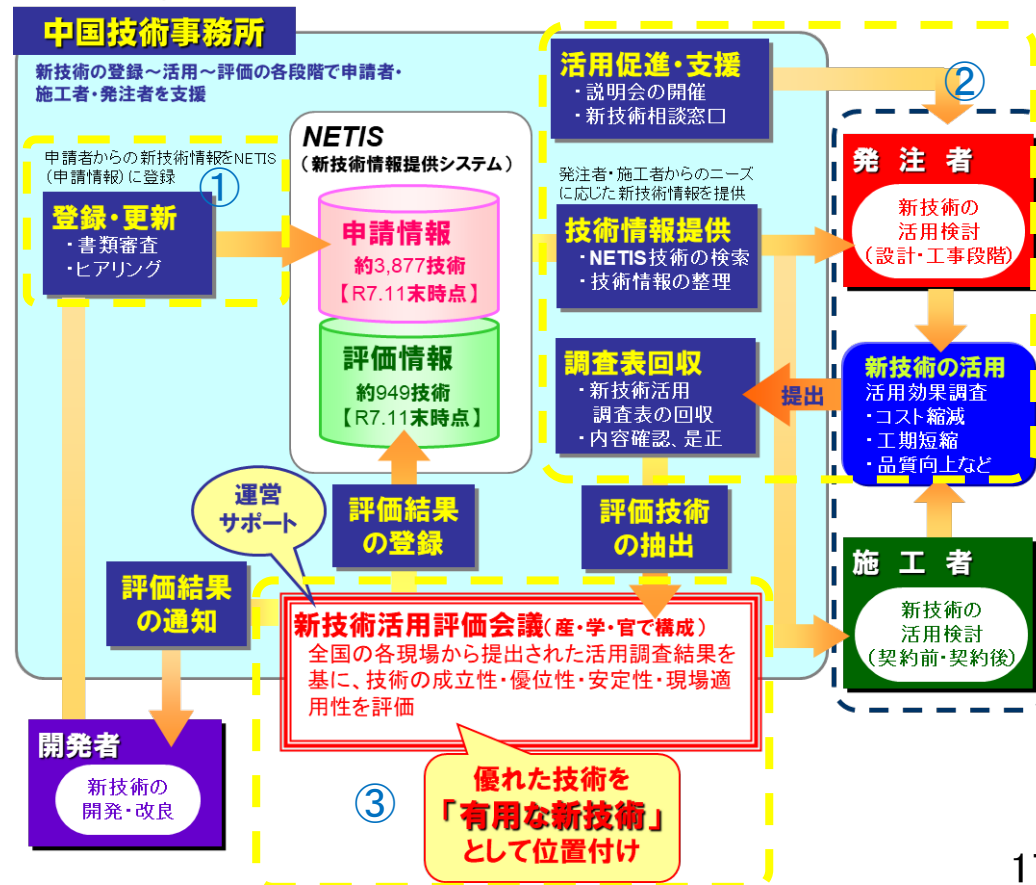 中国技術事務所
新技術の登録～活用～評価の各段階で申請者・
施工者・発注者を支援
申請者からの新技術情報をNETIS
(申請情報)に登録
①
登録・更新
・書類審査
・ヒアリング
NETIS
(新技術情報提供システム)
申請情報
約3,877技術
【R7.11末時点】
評価情報
約949技術
【R7.11末時点】
活用促進・支援
・説明会の開催
・新技術相談窓口
②
発注者・施工者からのニーズ
に応じた新技術情報を提供
技術情報提供
・NETIS技術の検索
・技術情報の整理
発 注 者
新技術の
活用検討
(設計・工事段階)
調査表回収
・新技術活用
調査表の回収
・内容確認、是正
提出
新技術の活用
活用効果調査
・コスト縮減
・工期短縮
・品質向上など
運営
サポート
評価結果
の登録
評価技術
の抽出
施 工 者
新技術の
活用検討
(契約前・契約後)
評価結果
の通知
新技術活用評価会議(産・学・官で構成)
全国の各現場から提出された活用調査結果を
基に、技術の成立性・優位性・安定性・現場適
用性を評価
開発者
新技術の
開発・改良
③
優れた技術を
「有用な新技術」
として位置付け